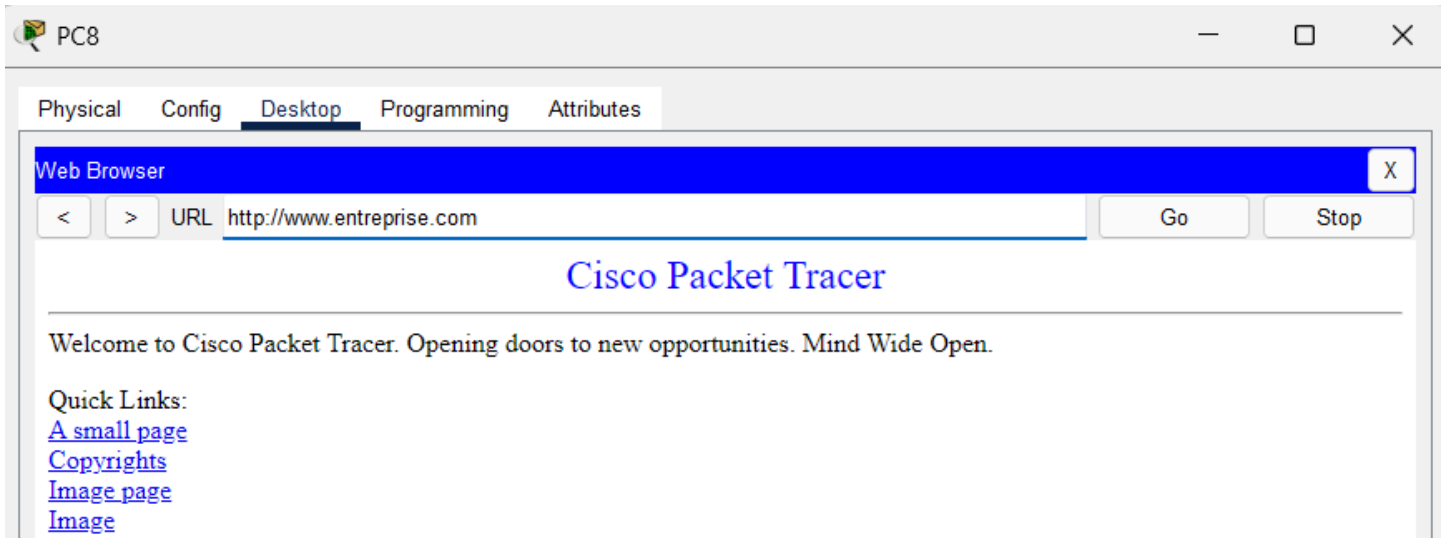 PC8
Physical Config Desktop Programming Attributes
Web Browser X
< > URL http://www.entreprise.com Go Stop
Cisco Packet Tracer
Welcome to Cisco Packet Tracer. Opening doors to new opportunities. Mind Wide Open.
Quick Links:
A small page
Copyrights
Image page
Image